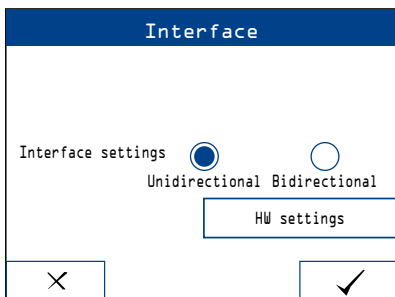 Interface
Interface settings
Unidirectional Bidirectional
HW settings